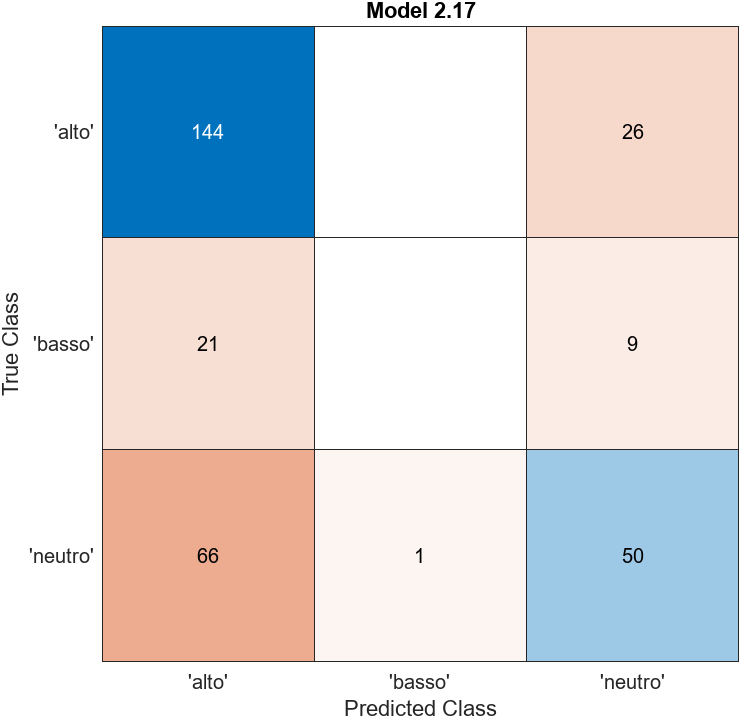 Model 2.17
'alto'
144
26
'basso'
21
9
'neutro'
66
1
50
'alto'
'basso'
'neutro'
Predicted Class
True Class